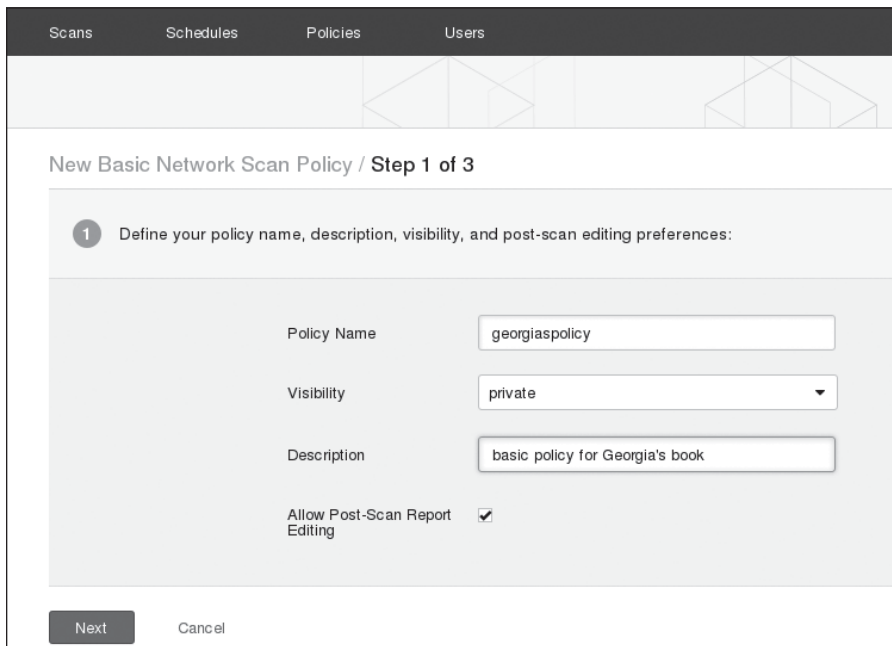 Scans Schedules Policies Users
New Basic Network Scan Policy / Step 1 of 3
1 Define your policy name, description, visibility, and post-scan editing preferences:
Policy Name georgiaspolicy
Visibility private
Description basic policy for Georgia's book
Allow Post-Scan Report
Editing
Next Cancel